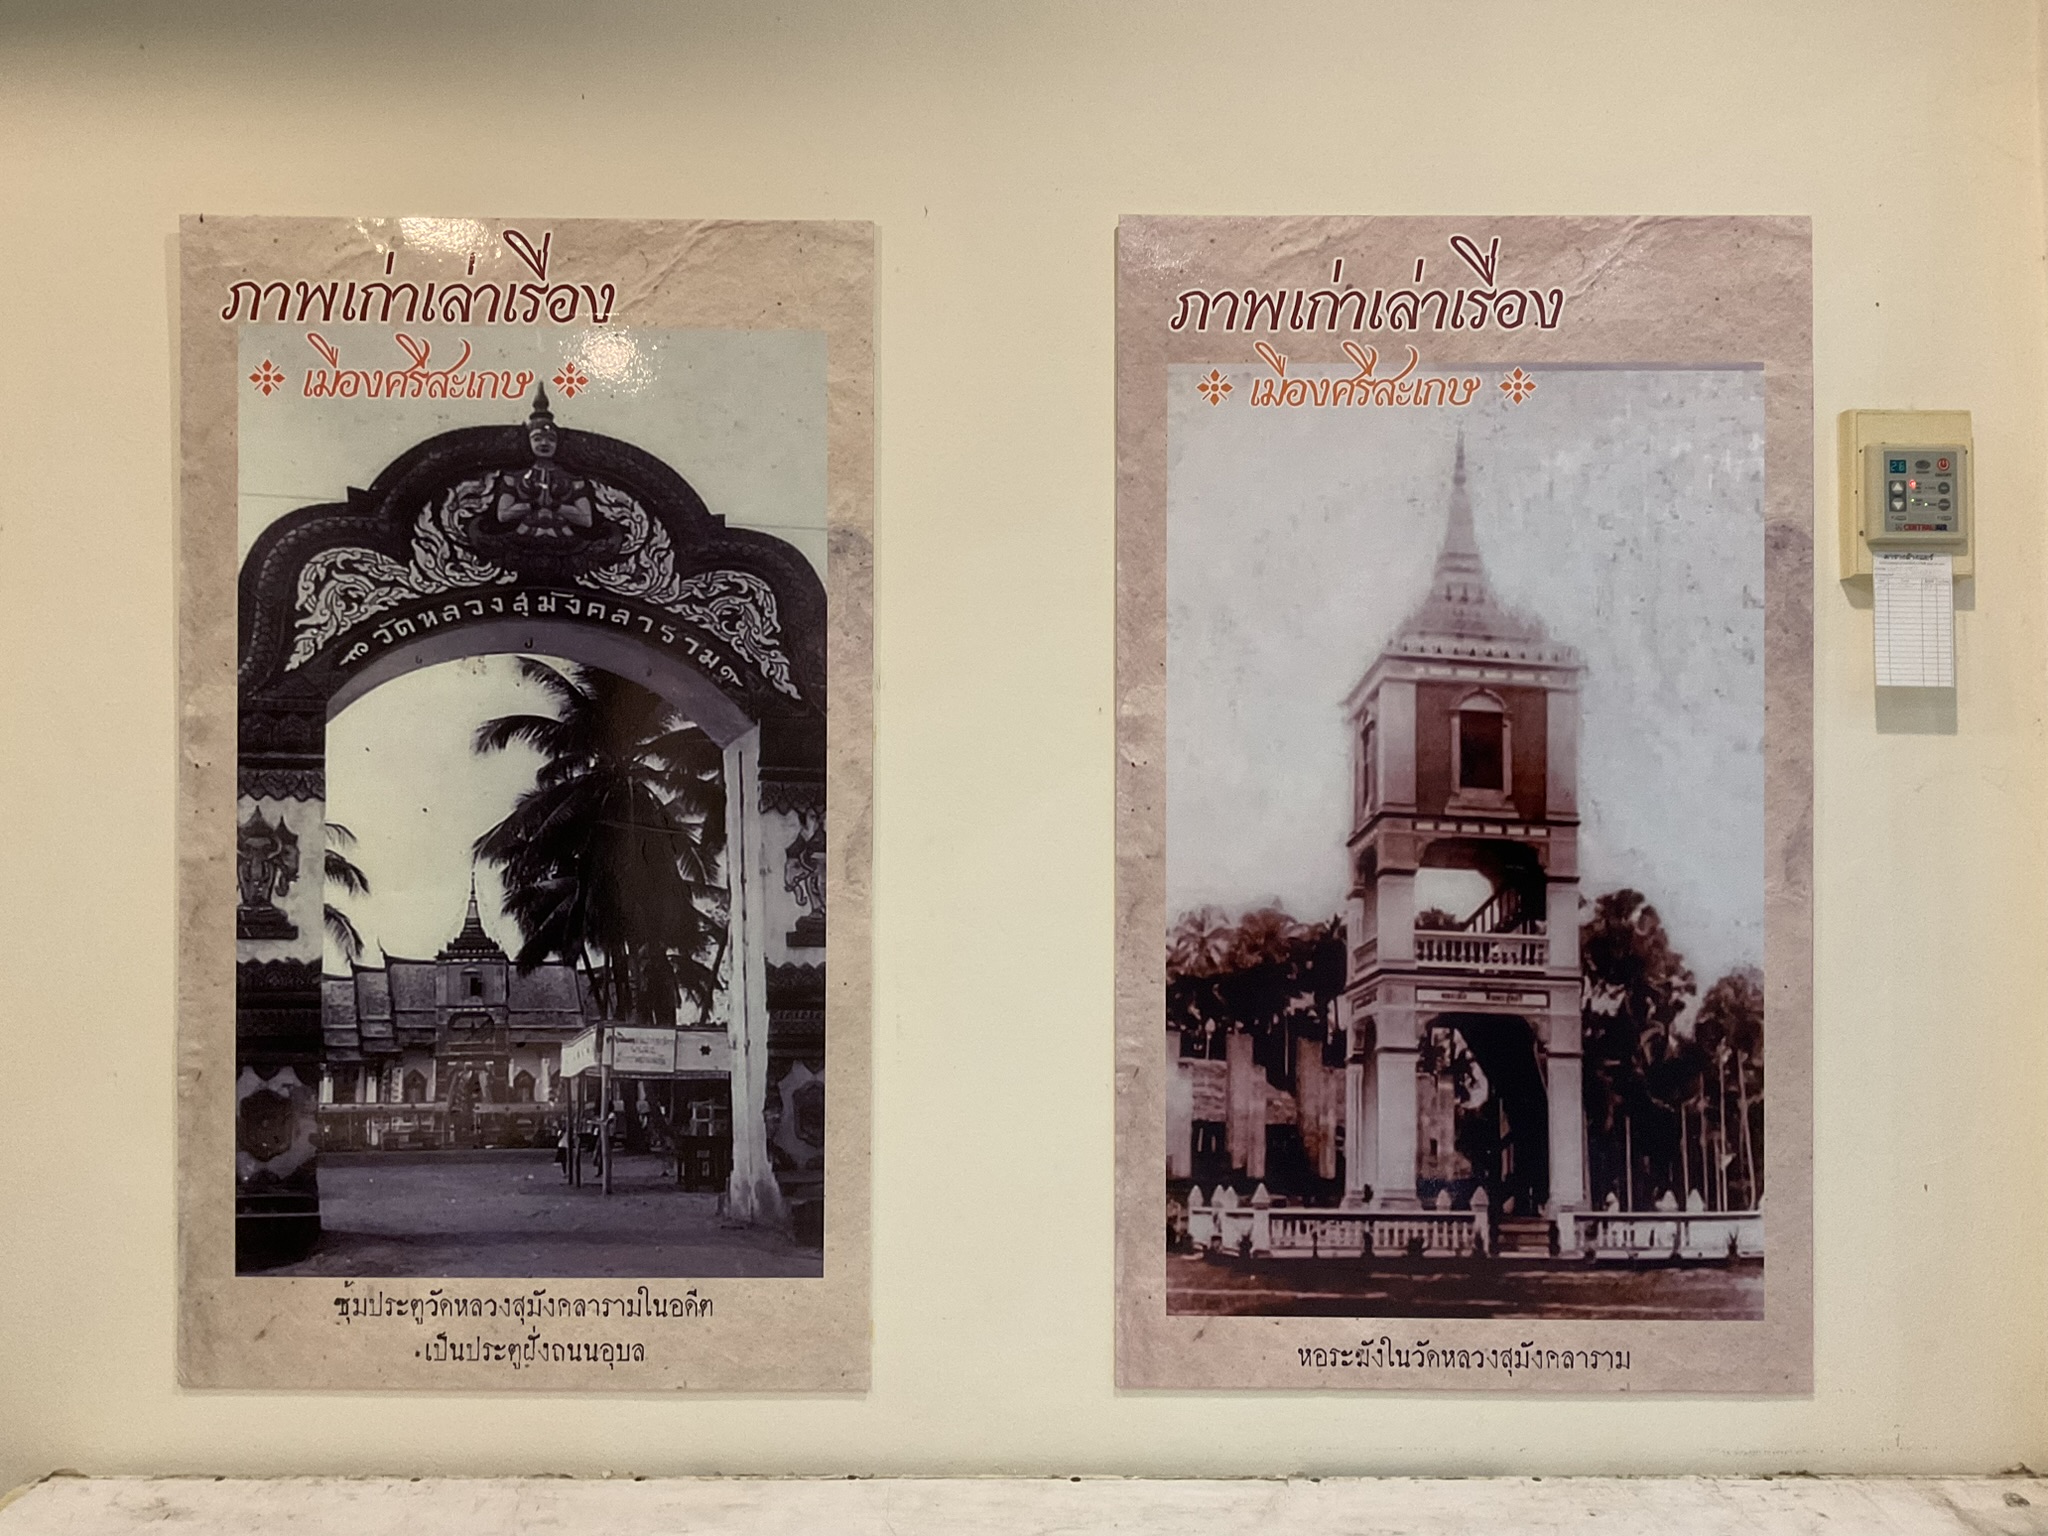 ภาพเก่าเล่าเรื่อง
เมืองศรีสะเกษ
วัดหลวงสุมังคลาราม
ซุ้มประตูวัดหลวงสุมังคลารามในอดีต
เป็นประตูฝั่งถนนอุบล
ภาพเก่าเล่าเรื่อง
เมืองศรีสะเกษ
หอระฆังในวัดหลวงสุมังคลาราม
26
CENTRAL AIR